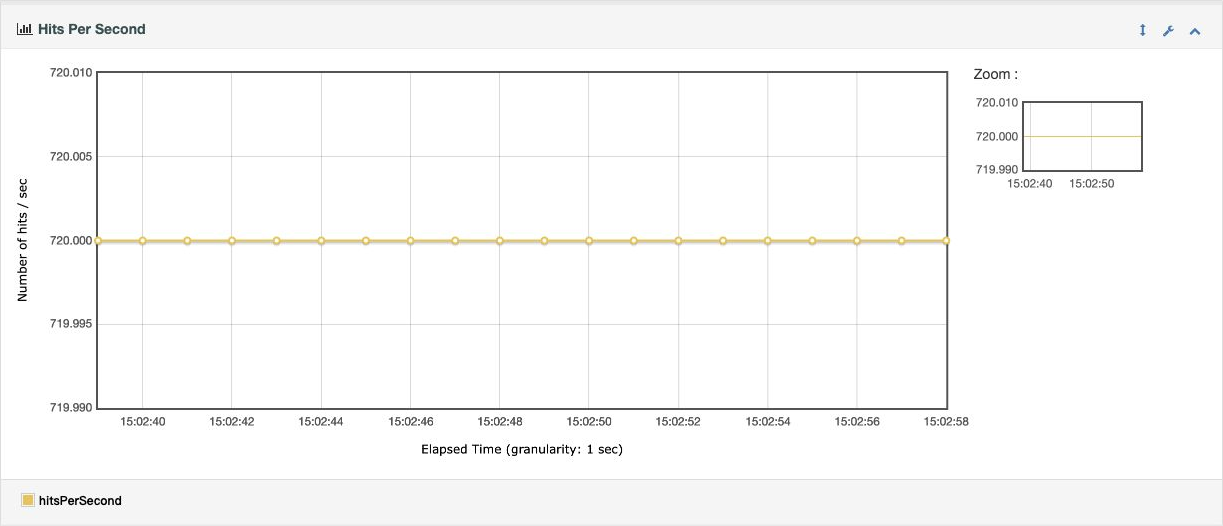 Hits Per Second
Zoom :
720.010
720.005
720.000
719.995
719.990
Number of hits / sec
15:02:40 15:02:42 15:02:44 15:02:46 15:02:48 15:02:50 15:02:52 15:02:54 15:02:56 15:02:58
Elapsed Time (granularity: 1 sec)
720.010
720.000
719.990
15:02:40 15:02:50
hitsPerSecond